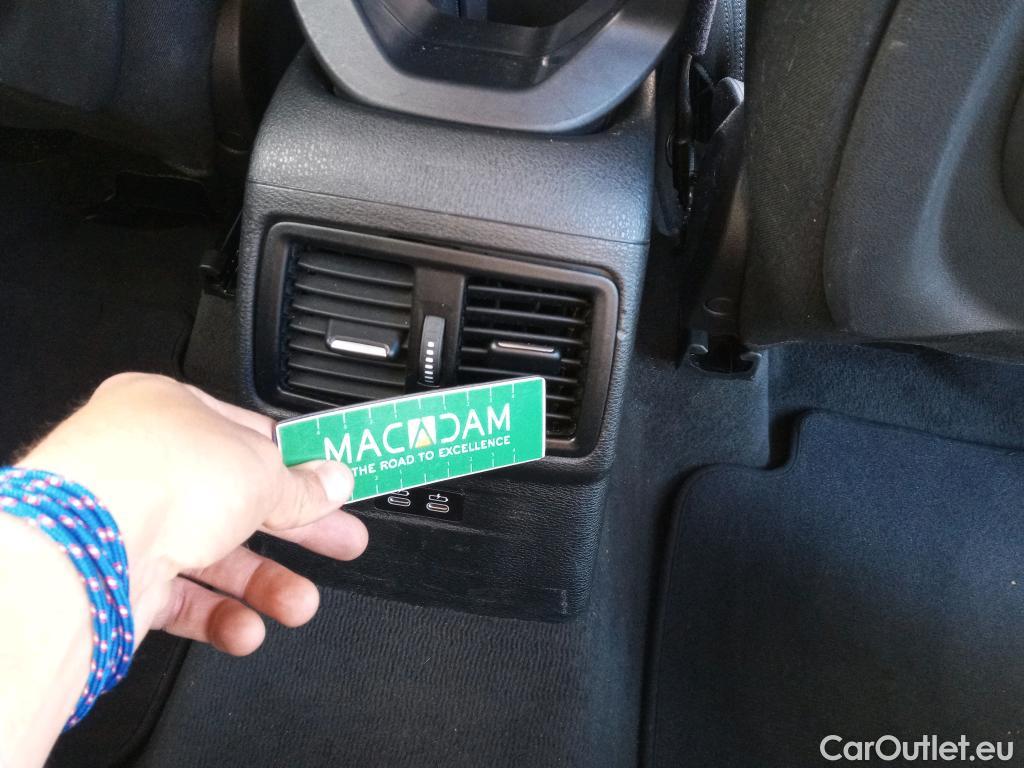 MACADAM
THE ROAD TO EXCELLENCE
CarOutlet.eu